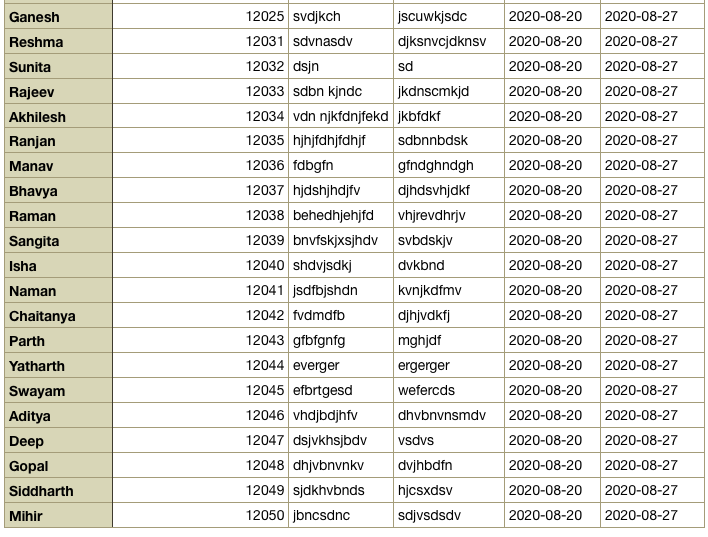 Ganesh 12025 svdjkch jscuwkjsdc 2020-08-20 2020-08-27
Reshma 12031 sdvnasdv djksnvcjdknsv 2020-08-20 2020-08-27
Sunita 12032 dsjn sd 2020-08-20 2020-08-27
Rajeev 12033 sdbn kjndc jkdnscmkjd 2020-08-20 2020-08-27
Akhilesh 12034 vdn njkfdnjfekd jkbfdkf 2020-08-20 2020-08-27
Ranjan 12035 hjhjfdhjfdhjf sdbnnbdsk 2020-08-20 2020-08-27
Manav 12036 fdbgfn gfndghndgh 2020-08-20 2020-08-27
Bhavya 12037 hjdshjhdjfv djhdsvhjdkf 2020-08-20 2020-08-27
Raman 12038 behedhjehjfd vhjrevdhrjv 2020-08-20 2020-08-27
Sangita 12039 bnvfskjxsjhdv svbdskjv 2020-08-20 2020-08-27
Isha 12040 shdvjsdkj dvkbnd 2020-08-20 2020-08-27
Naman 12041 jsdfbjshdn kvnjkdfmv 2020-08-20 2020-08-27
Chaitanya 12042 fvdmdfb djhjvdkfj 2020-08-20 2020-08-27
Parth 12043 gfbfgnfg mghjdf 2020-08-20 2020-08-27
Yatharth 12044 everger ergerger 2020-08-20 2020-08-27
Swayam 12045 efbrtgesd wefercds 2020-08-20 2020-08-27
Aditya 12046 vhdjbdjhfv dhvbnvnsmdv 2020-08-20 2020-08-27
Deep 12047 dsjvkhsjbdv vsdvs 2020-08-20 2020-08-27
Gopal 12048 dhjvbnvnkv dvjhbdfn 2020-08-20 2020-08-27
Siddharth 12049 sjdkhvbnds hjcsxdsv 2020-08-20 2020-08-27
Mihir 12050 jbncsdnc sdjvsdsdv 2020-08-20 2020-08-27